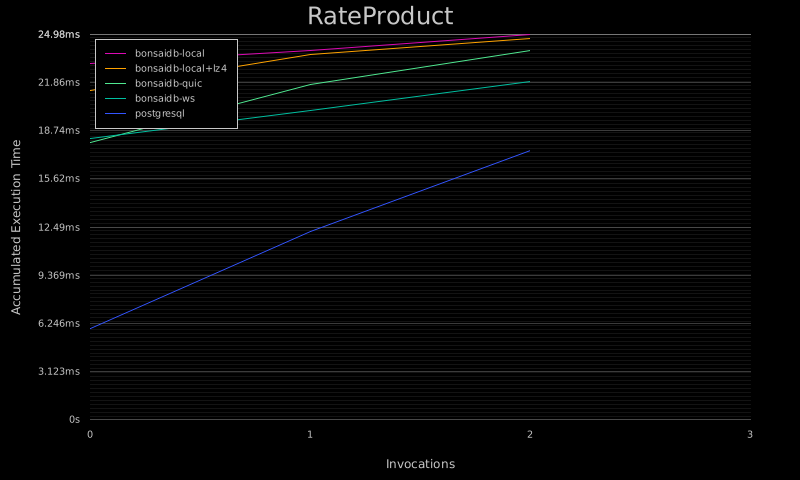 RateProduct
24.98ms
21.86ms
18.74ms
15.62ms
12.49ms
9.369ms
6.246ms
3.123ms
0s
Accumulated Execution Time
bonsaidb-local
bonsaidb-local+lz4
bonsaidb-quic
bonsaidb-ws
postgresql
0 1 2 3
Invocations